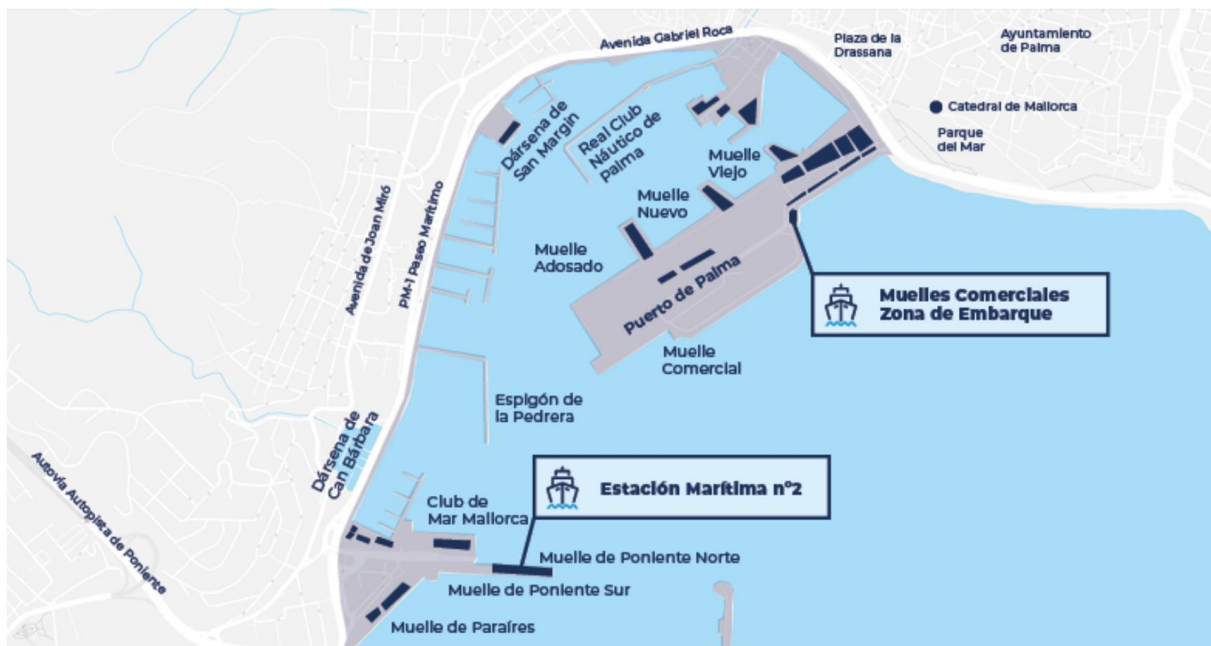 Avenida Gabriel Roca
Plaza de la
Drassana
Ayuntamiento
de Palma
Catedral de Mallorca
Parque
del Mar
Dársena de
San Margin
Real Club
Náutico de
Palma
Muelle
Viejo
Muelle
Nuevo
Muelle
Adosado
Puerto de Palma
Muelles Comerciales
Zona de Embarque
Muelle
Comercial
Avenida de Joan Miró
PM-1 Paseo Marítimo
Espigón de
la Pedrera
Dársena de
Can Bárbara
Autovía Autopista de Poniente
Estación Marítima nº2
Club de
Mar Mallorca
Muelle de Poniente Norte
Muelle de Poniente Sur
Muelle de Paraíres